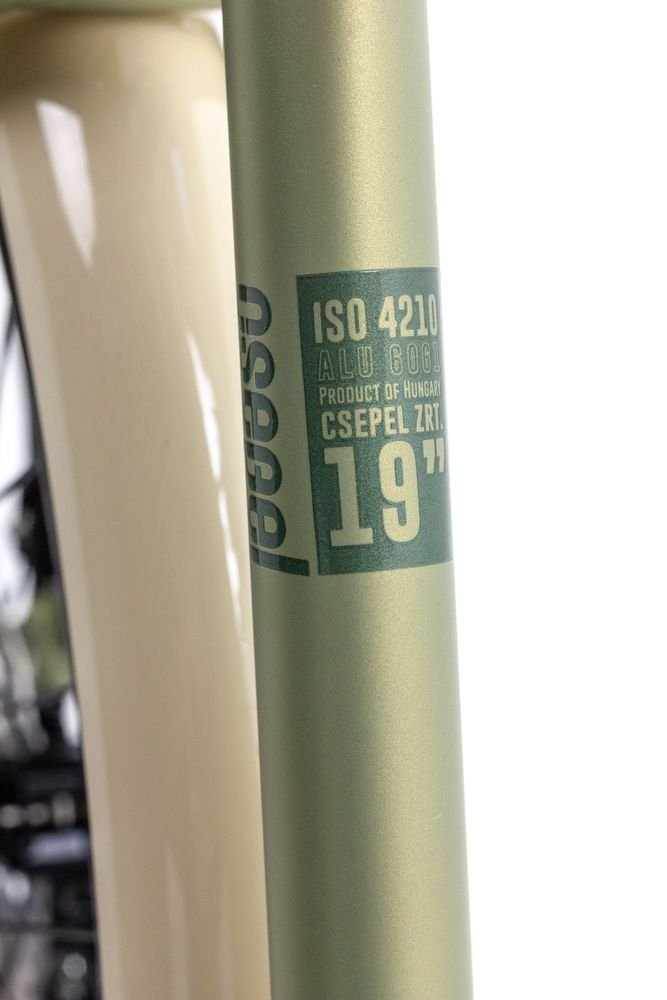 csepel
ISO 4210
ALU 6061
PRODUCT OF HUNGARY
CSEPEL ZRT.
19”